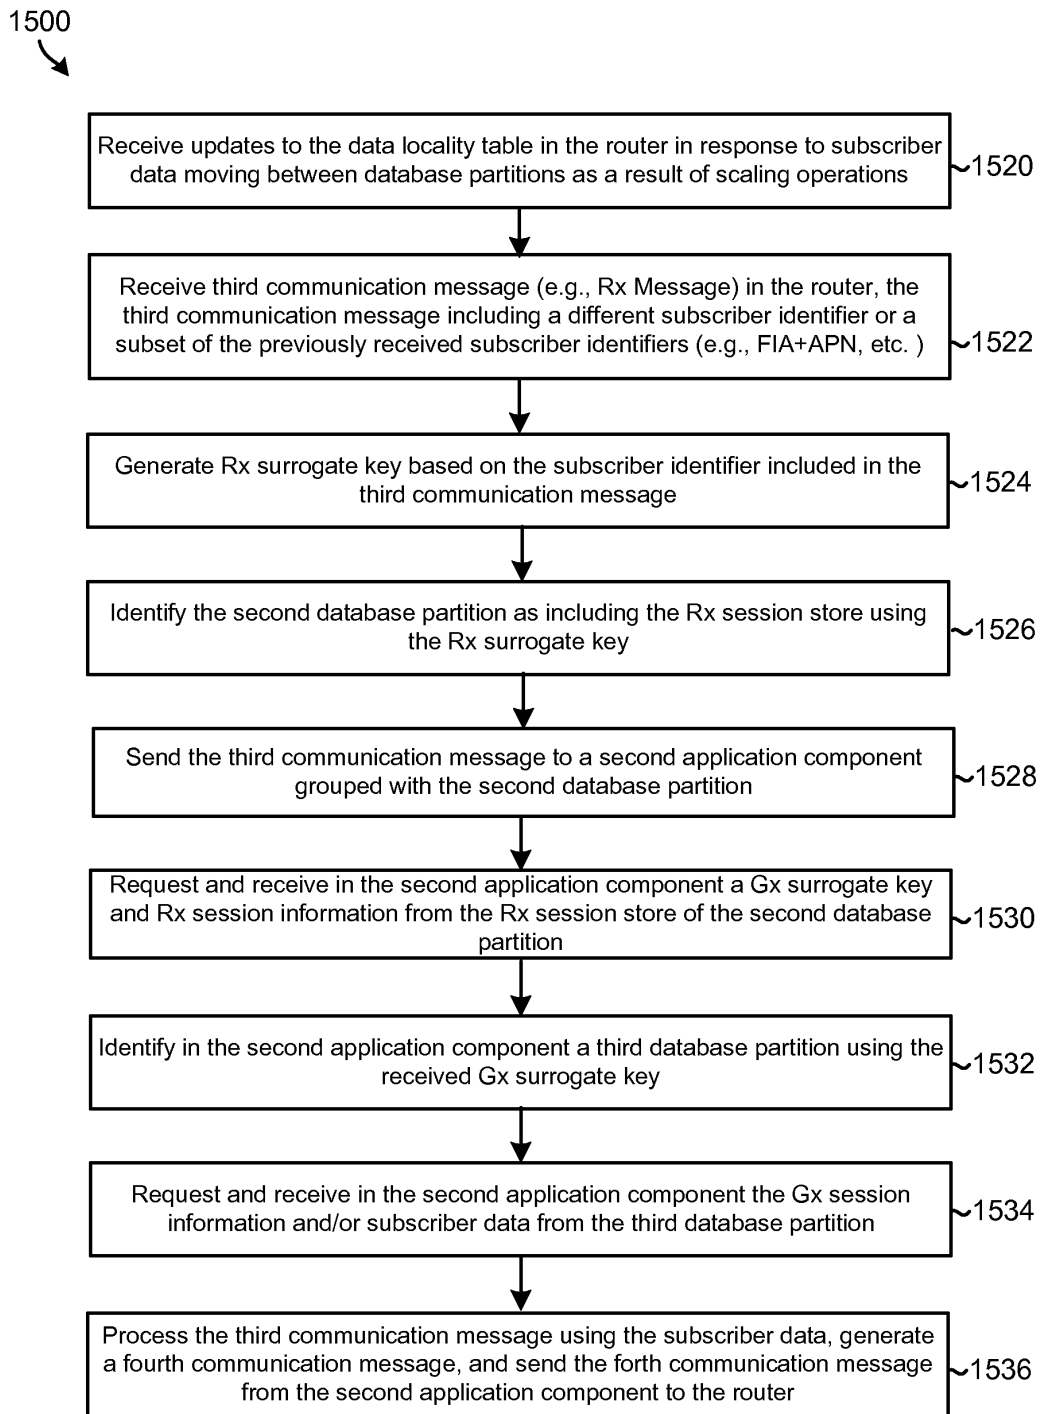 1500
Receive updates to the data locality table in the router in response to subscriber
data moving between database partitions as a result of scaling operations
1520
Receive third communication message (e.g., Rx Message) in the router, the
third communication message including a different subscriber identifier or a
subset of the previously received subscriber identifiers (e.g., FIA+APN, etc. )
1522
Generate Rx surrogate key based on the subscriber identifier included in the
third communication message
1524
Identify the second database partition as including the Rx session store using
the Rx surrogate key
1526
Send the third communication message to a second application component
grouped with the second database partition
1528
Request and receive in the second application component a Gx surrogate key
and Rx session information from the Rx session store of the second database
partition
1530
Identify in the second application component a third database partition using the
received Gx surrogate key
1532
Request and receive in the second application component the Gx session
information and/or subscriber data from the third database partition
1534
Process the third communication message using the subscriber data, generate
a fourth communication message, and send the forth communication message
from the second application component to the router
1536